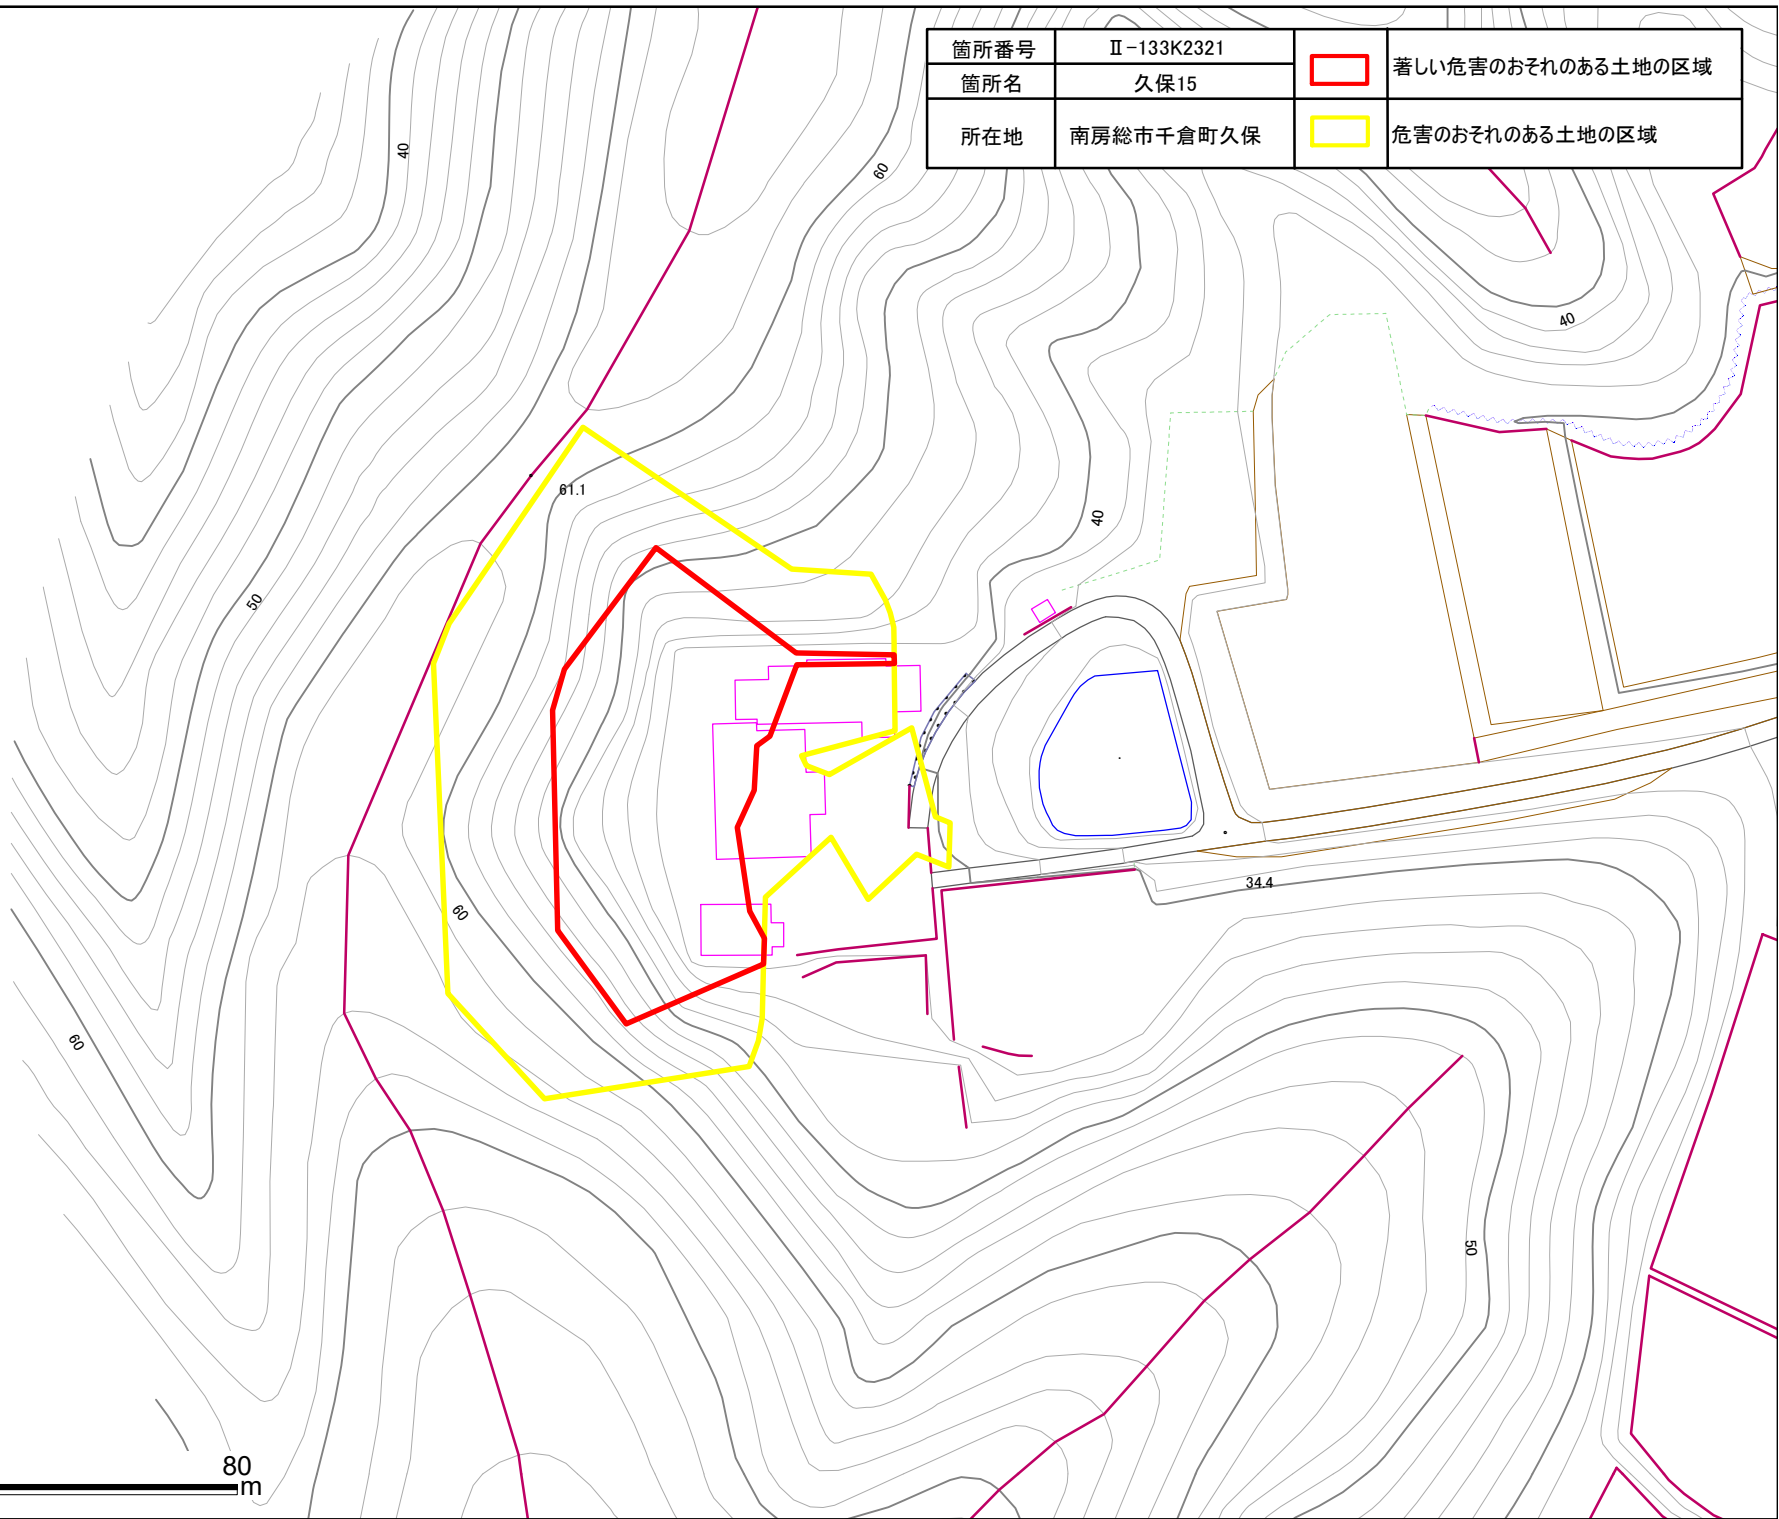 箇所番号 Ⅱ-133K2321
著しい危害のおそれのある土地の区域
箇所名 久保15
所在地 南房総市千倉町久保
危害のおそれのある土地の区域
40
60
40
61.1
40
50
34.4
60
60
50
80
m